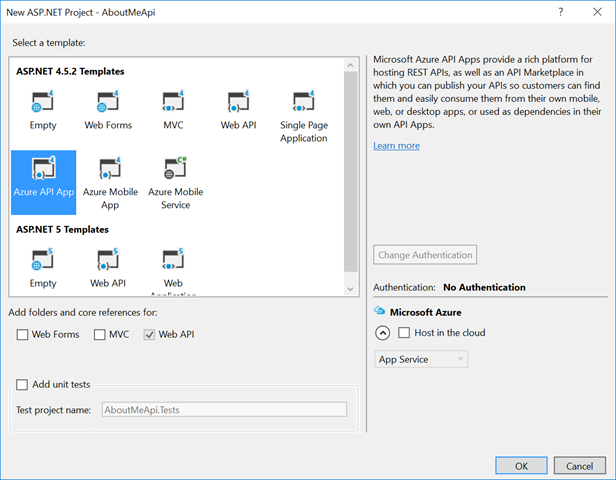 New ASP.NET Project - AboutMeApi
Select a template:
ASP.NET 4.5.2 Templates
Empty
Web Forms
MVC
Web API
Single Page
Application
Azure API App
Azure Mobile
App
Azure Mobile
Service
ASP.NET 5 Templates
Empty
Web API
Web
Application
Add folders and core references for:
Web Forms
MVC
Web API
Add unit tests
Test project name:
AboutMeApi.Tests
Microsoft Azure API Apps provide a rich platform for
hosting REST APIs, as well as an API Marketplace in
which you can publish your APIs so customers can find
them and easily consume them from their own mobile,
web, or desktop apps, or used as dependencies in their
own API Apps.
Learn more
Change Authentication
Authentication: No Authentication
Microsoft Azure
Host in the cloud
App Service
OK
Cancel